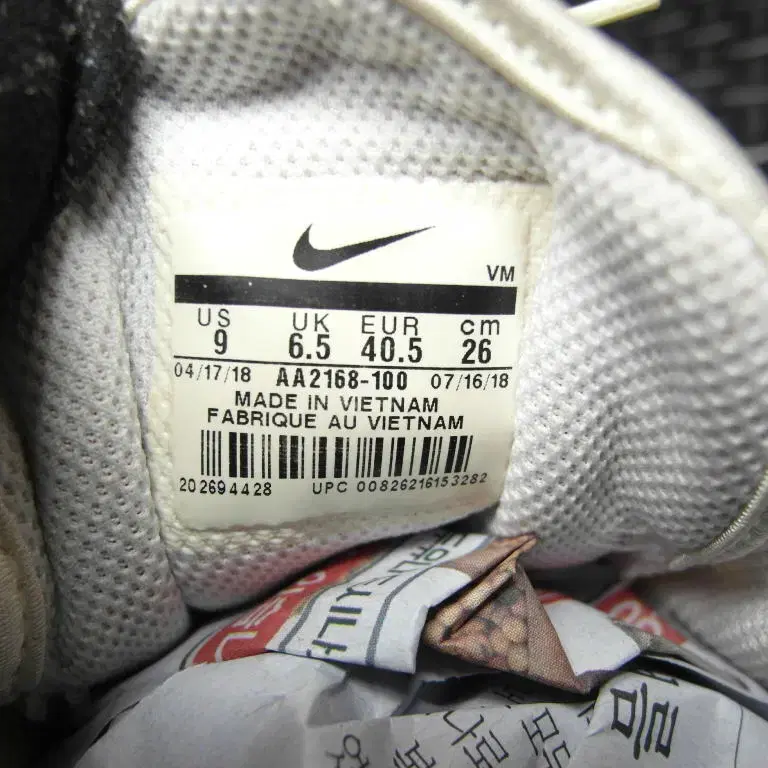 VM
US UK EUR cm
9 6.5 40.5 26
04/17/18 AA2168-100 07/16/18
MADE IN VIETNAM
FABRIQUE AU VIETNAM
202694428 UPC 00826216153282
름